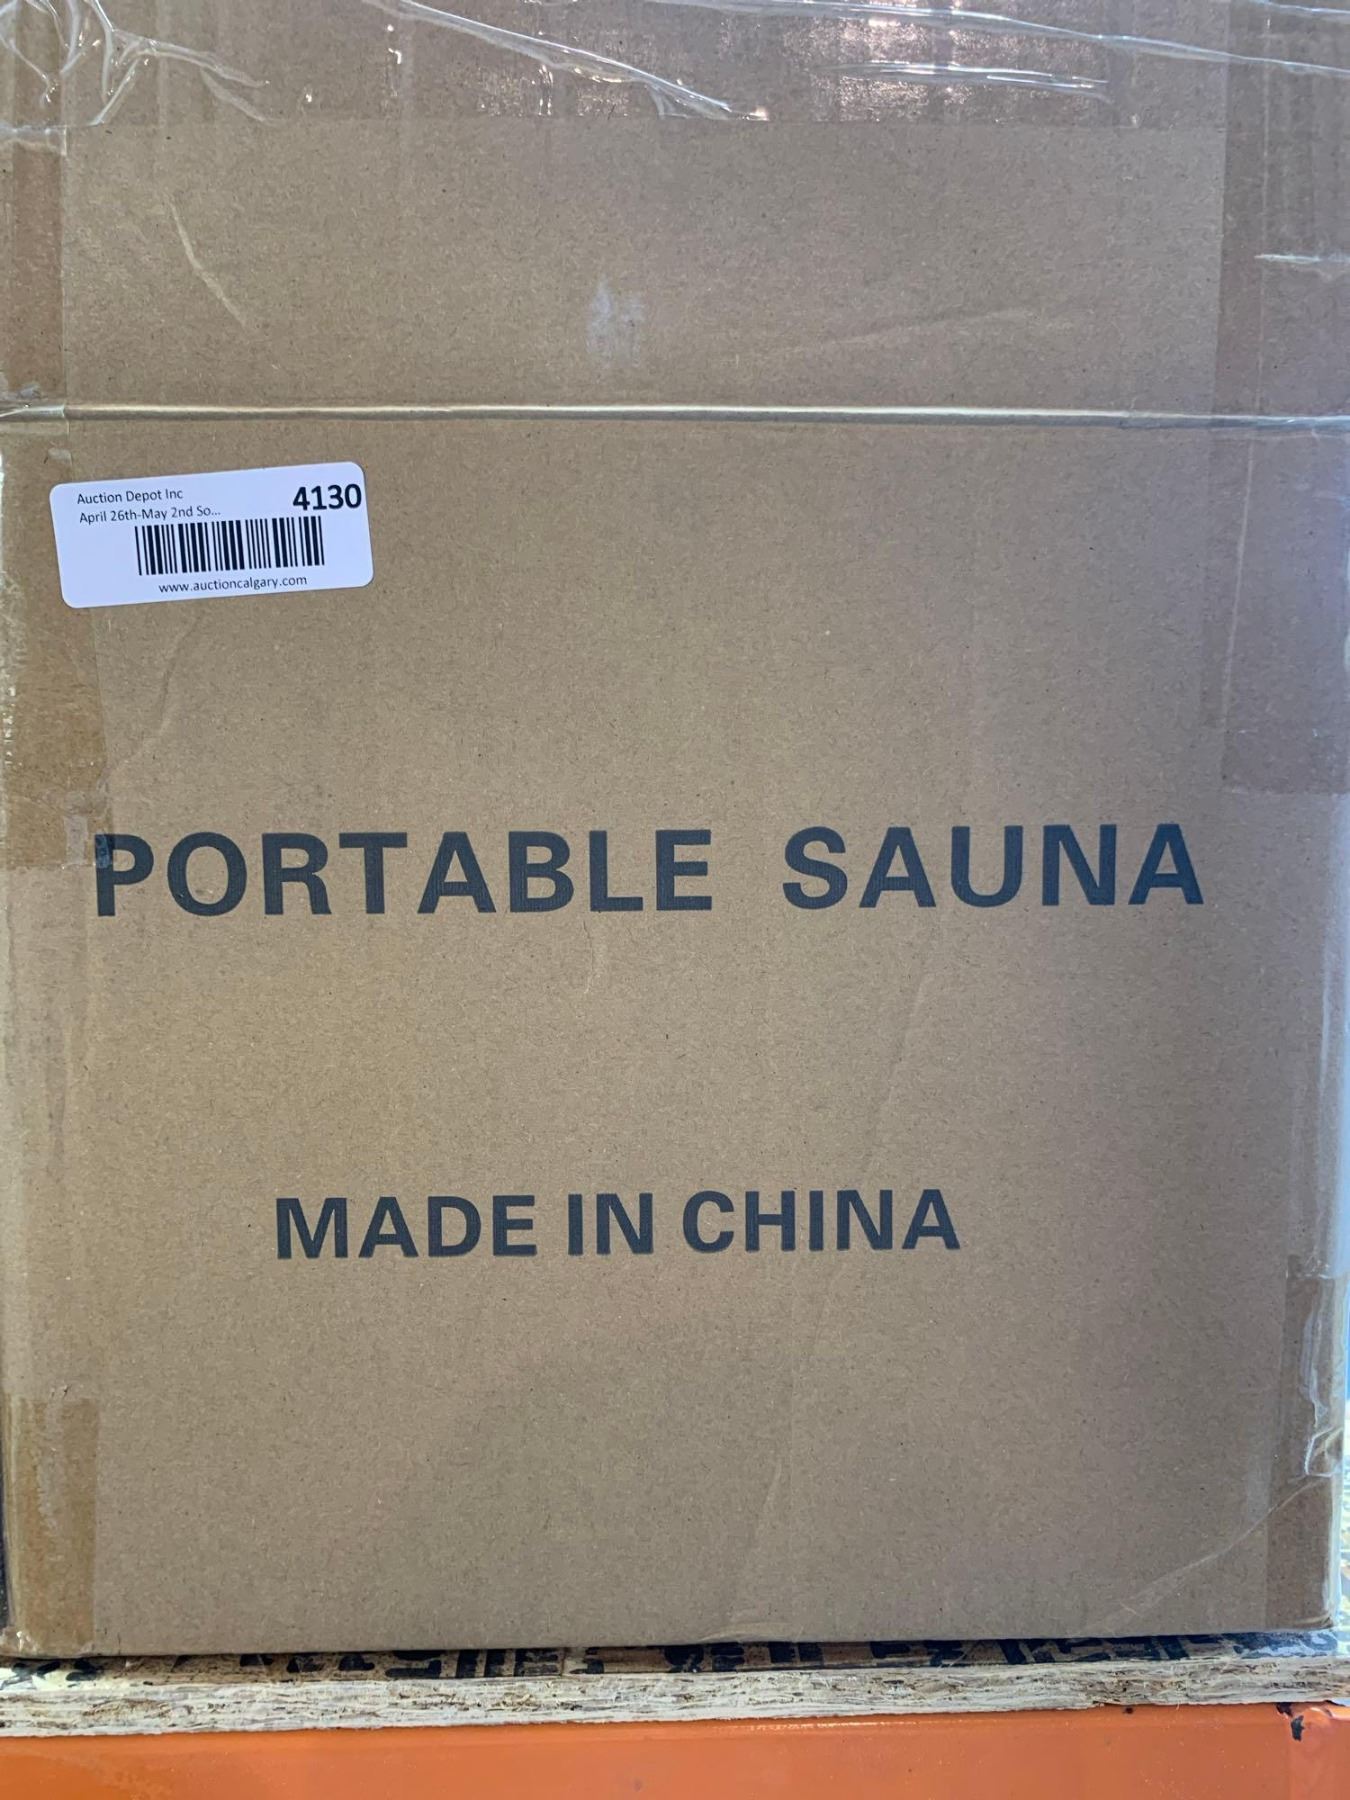 Auction Depot Inc
4130
April 26th-May 2nd So...
www.auctioncalgary.com
PORTABLE SAUNA
MADE IN CHINA